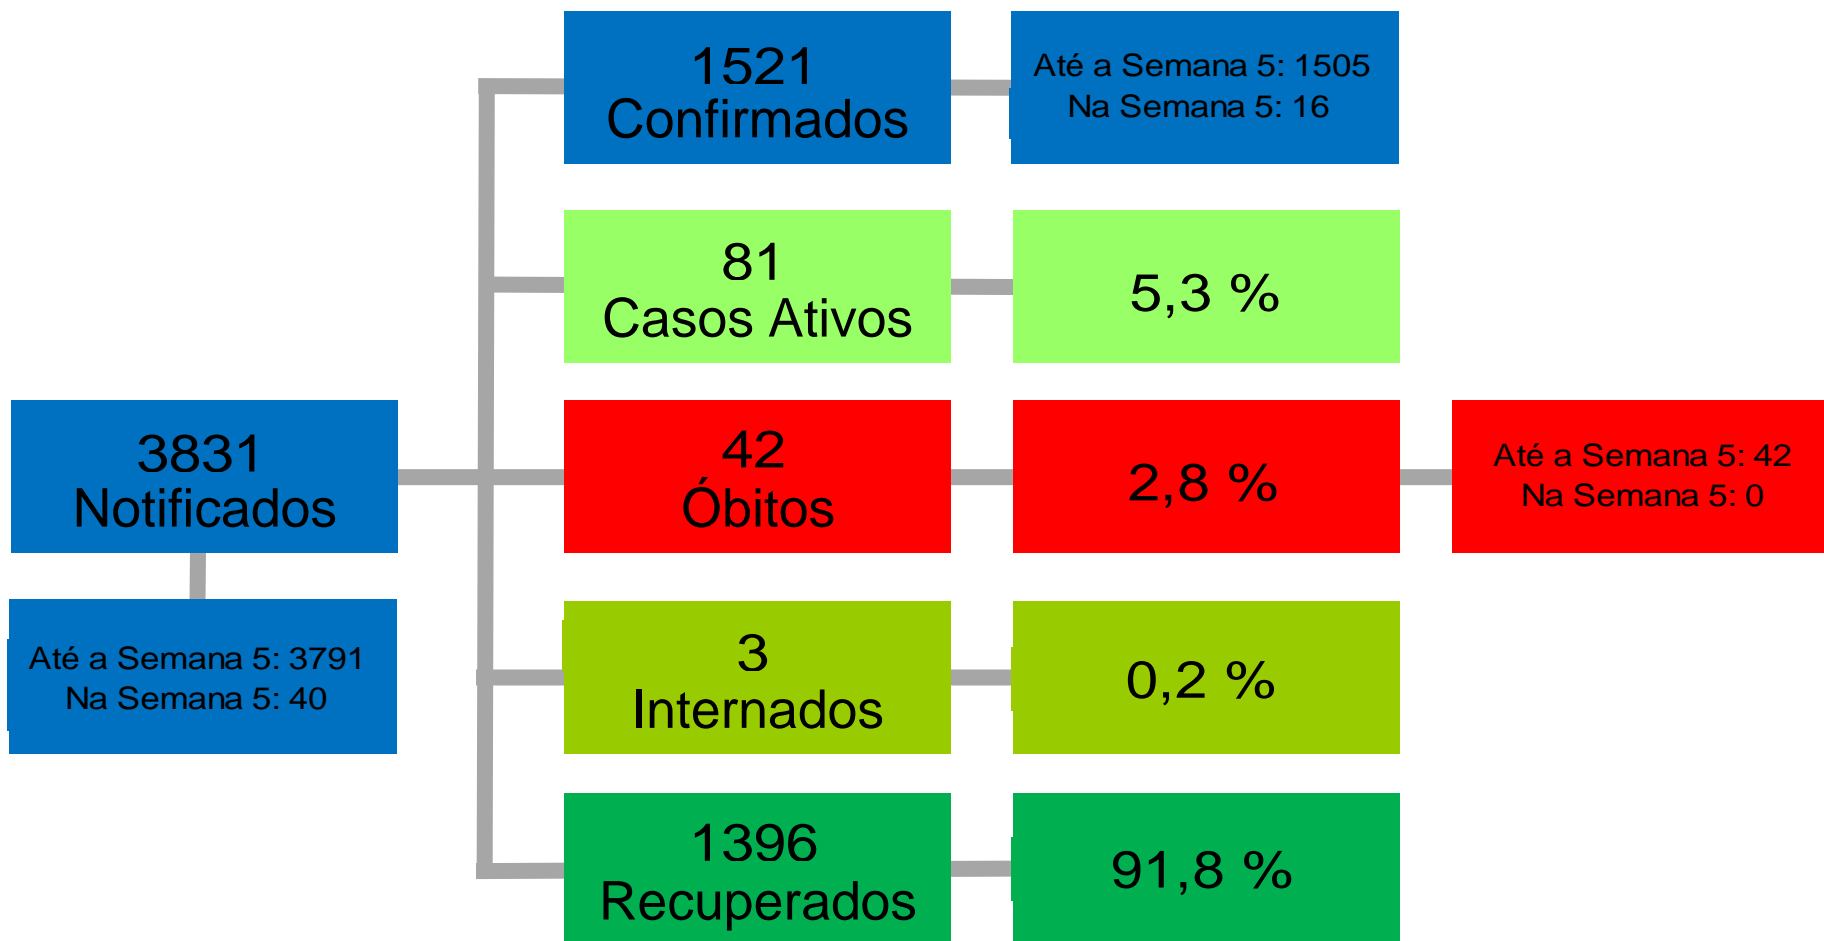 3831
Notificados
Até a Semana 5: 3791
Na Semana 5: 40
1521
Confirmados
Até a Semana 5: 1505
Na Semana 5: 16
81
Casos Ativos
5,3 %
42
Óbitos
2,8 %
Até a Semana 5: 42
Na Semana 5: 0
3
Internados
0,2 %
1396
Recuperados
91,8 %